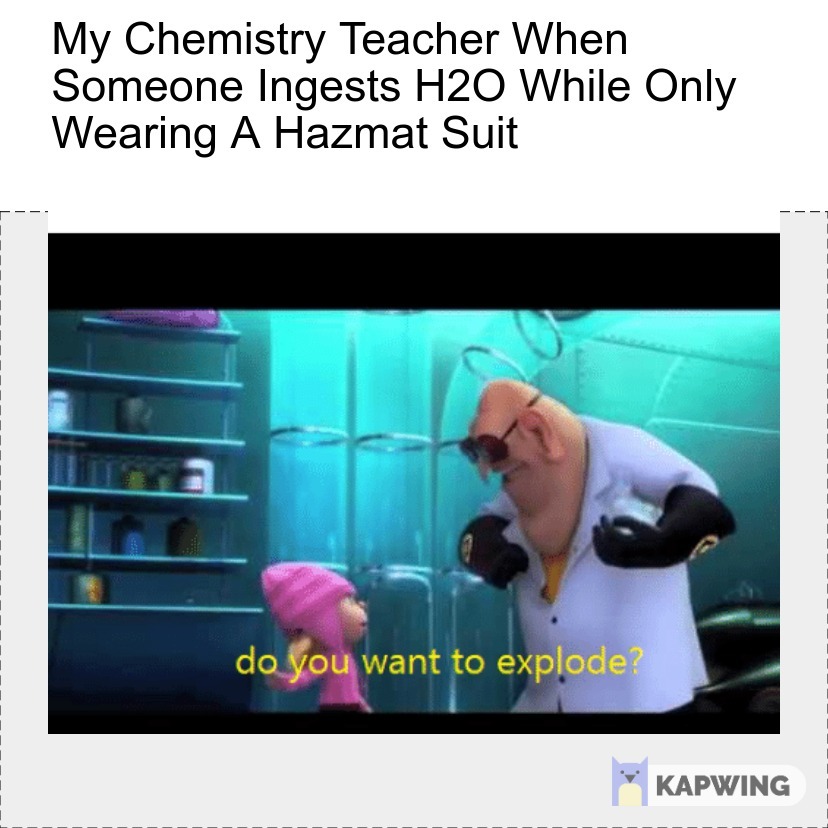 My Chemistry Teacher When
Someone Ingests H2O While Only
Wearing A Hazmat Suit
do you want to explode?
KAPWING